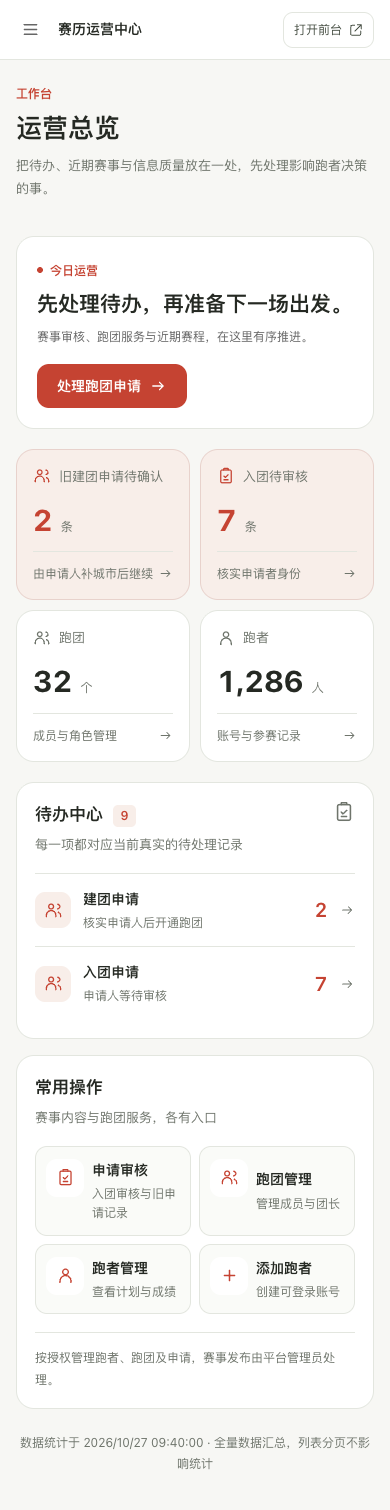 赛历运营中心
打开前台
工作台
运营总览
把待办、近期赛事与信息质量放在一处，先处理影响跑者决策
的事。
今日运营
先处理待办，再准备下一场出发。
赛事审核、跑团服务与近期赛程，在这里有序推进。
处理跑团申请 →
旧建团申请待确认
2 条
由申请人补城市后继续 →
入团待审核
7 条
核实申请者身份 →
跑团
32 个
成员与角色管理 →
跑者
1,286 人
账号与参赛记录 →
待办中心 9
每一项都对应当前真实的待处理记录
建团申请
核实申请人后开通跑团
2 →
入团申请
申请人等待审核
7 →
常用操作
赛事内容与跑团服务，各有入口
申请审核
入团审核与旧申
请记录
跑团管理
管理成员与团长
跑者管理
查看计划与成绩
添加跑者
创建可登录账号
按授权管理跑者、跑团及申请，赛事发布由平台管理员处
理。
数据统计于 2026/10/27 09:40:00 · 全量数据汇总，列表分页不影
响统计